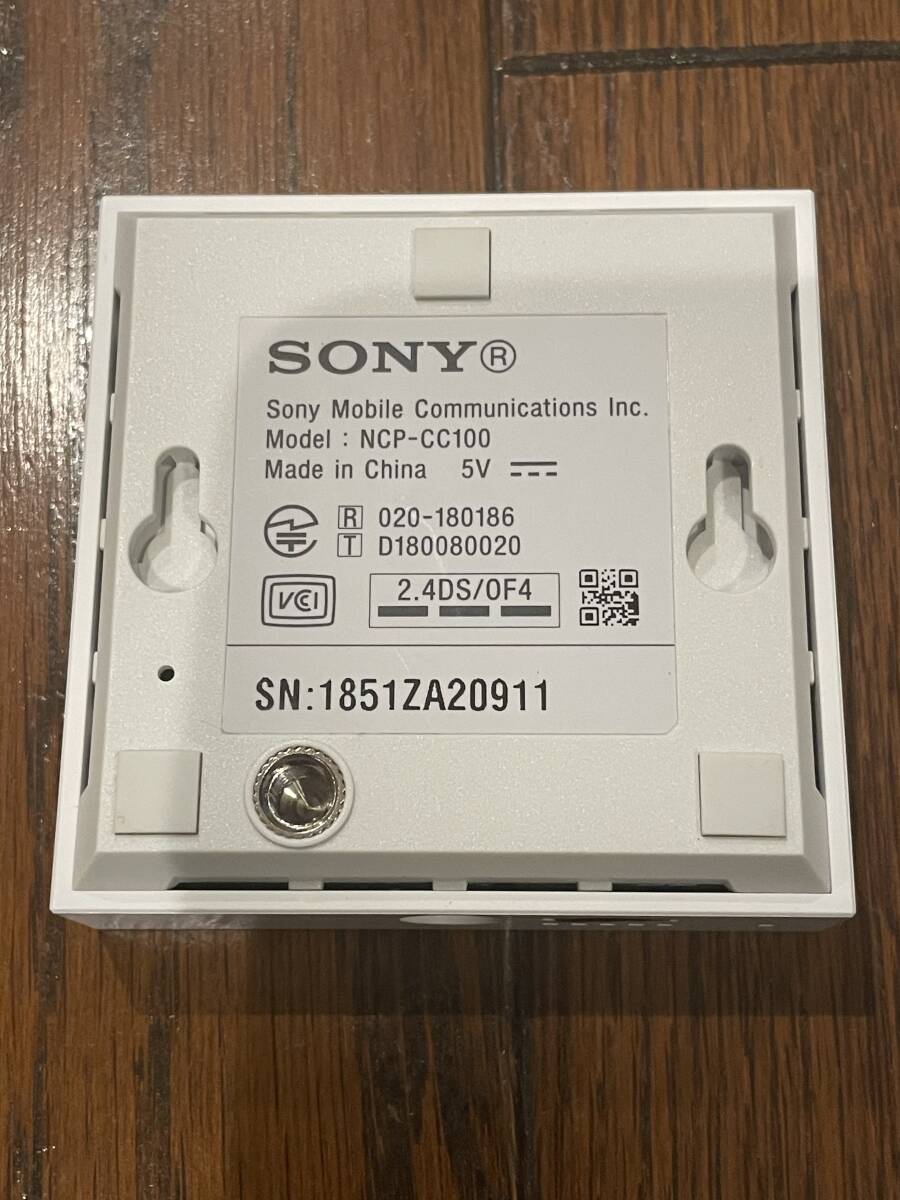 SONY®
Sony Mobile Communications Inc.
Model : NCP-CC100
Made in China 5V
R 020-180186
T D180080020
VCI 2.4DS/OF4
SN:1851ZA20911